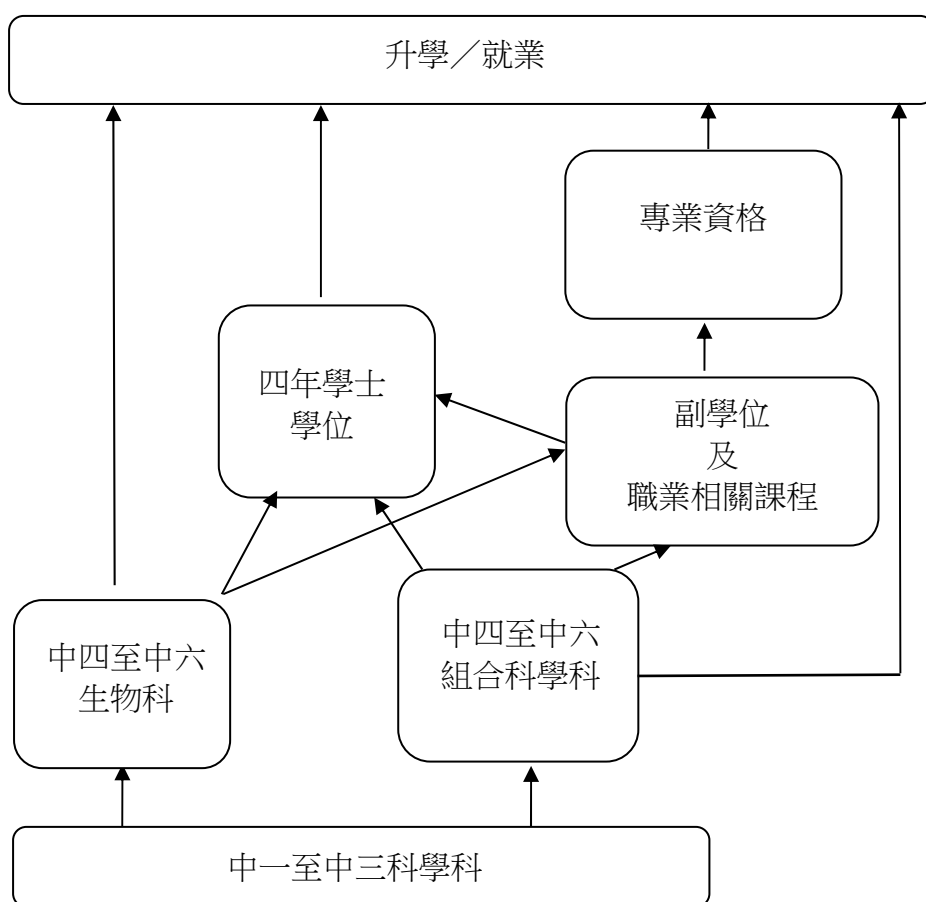 升學／就業
專業資格
四年學士
學位
副學位
及
職業相關課程
中四至中六
生物科
中四至中六
組合科學科
中一至中三科學科